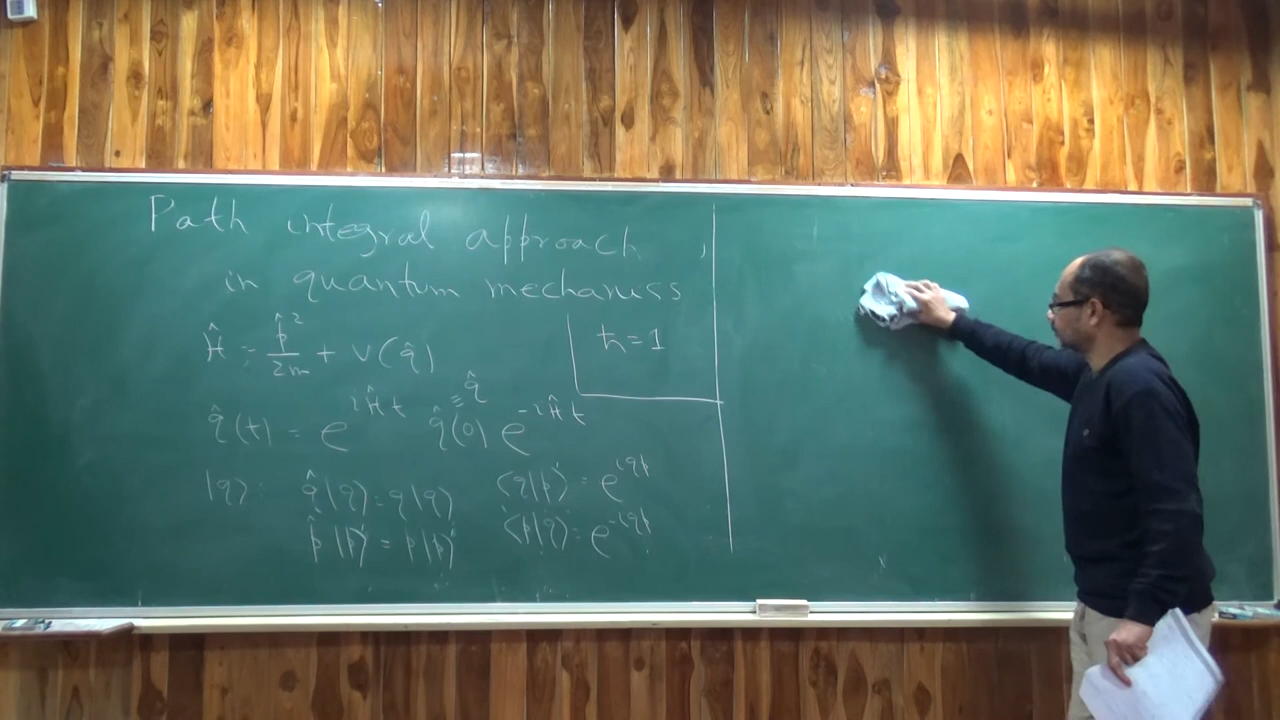 Path integral approach,
in quantum mechaniss
Ĥ = p̂²/2m + V(q̂)
ħ = 1
q̂(t) = e^{iĤt} q̂(0) e^{-iĤt}
= q̂
|q⟩: q̂|q⟩ = q|q⟩ ⟨q|p⟩ = e^{iqp}
p̂|p⟩ = p|p⟩ ⟨p|q⟩ = e^{-iqp}